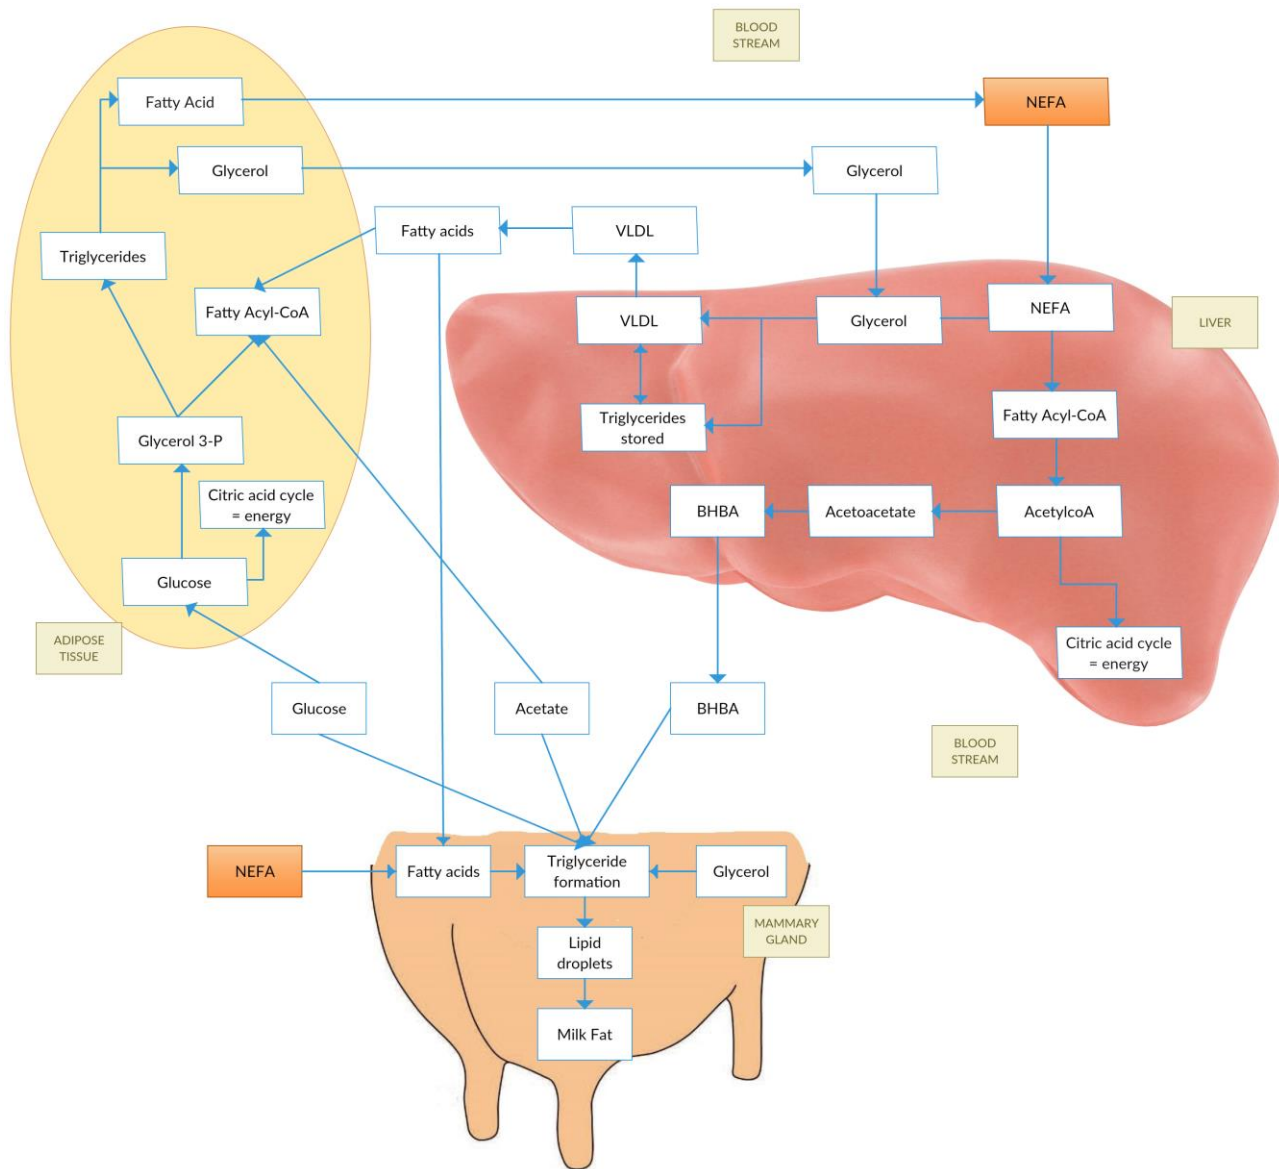 BLOOD
STREAM
Fatty Acid
NEFA
Glycerol
Glycerol
Fatty acids
VLDL
Triglycerides
Fatty Acyl-CoA
VLDL
Glycerol
NEFA
LIVER
Triglycerides
stored
Fatty Acyl-CoA
Glycerol 3-P
Citric acid cycle
= energy
BHBA
Acetoacetate
AcetylcoA
Glucose
ADIPOSE
TISSUE
Citric acid cycle
= energy
Glucose
Acetate
BHBA
BLOOD
STREAM
NEFA
Fatty acids
Triglyceride
formation
Glycerol
MAMMARY
GLAND
Lipid
droplets
Milk Fat